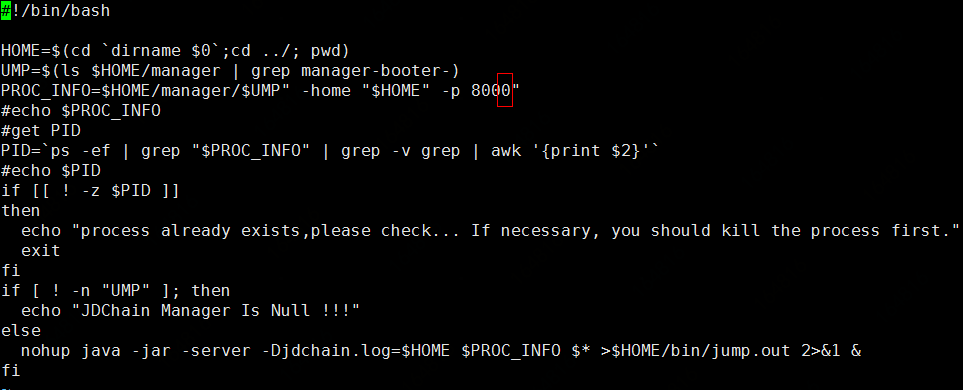 #!/bin/bash
HOME=$(cd `dirname $0`;cd ../; pwd)
UMP=$(ls $HOME/manager | grep manager-booter-)
PROC_INFO=$HOME/manager/$UMP" -home "$HOME" -p 8000"
#echo $PROC_INFO
#get PID
PID=`ps -ef | grep "$PROC_INFO" | grep -v grep | awk '{print $2}'`
#echo $PID
if [[ ! -z $PID ]]
then
  echo "process already exists,please check... If necessary, you should kill the process first."
  exit
fi
if [ ! -n "UMP" ]; then
  echo "JDChain Manager Is Null !!!"
else
  nohup java -jar -server -Djdchain.log=$HOME $PROC_INFO $* >$HOME/bin/jump.out 2>&1 &
fi